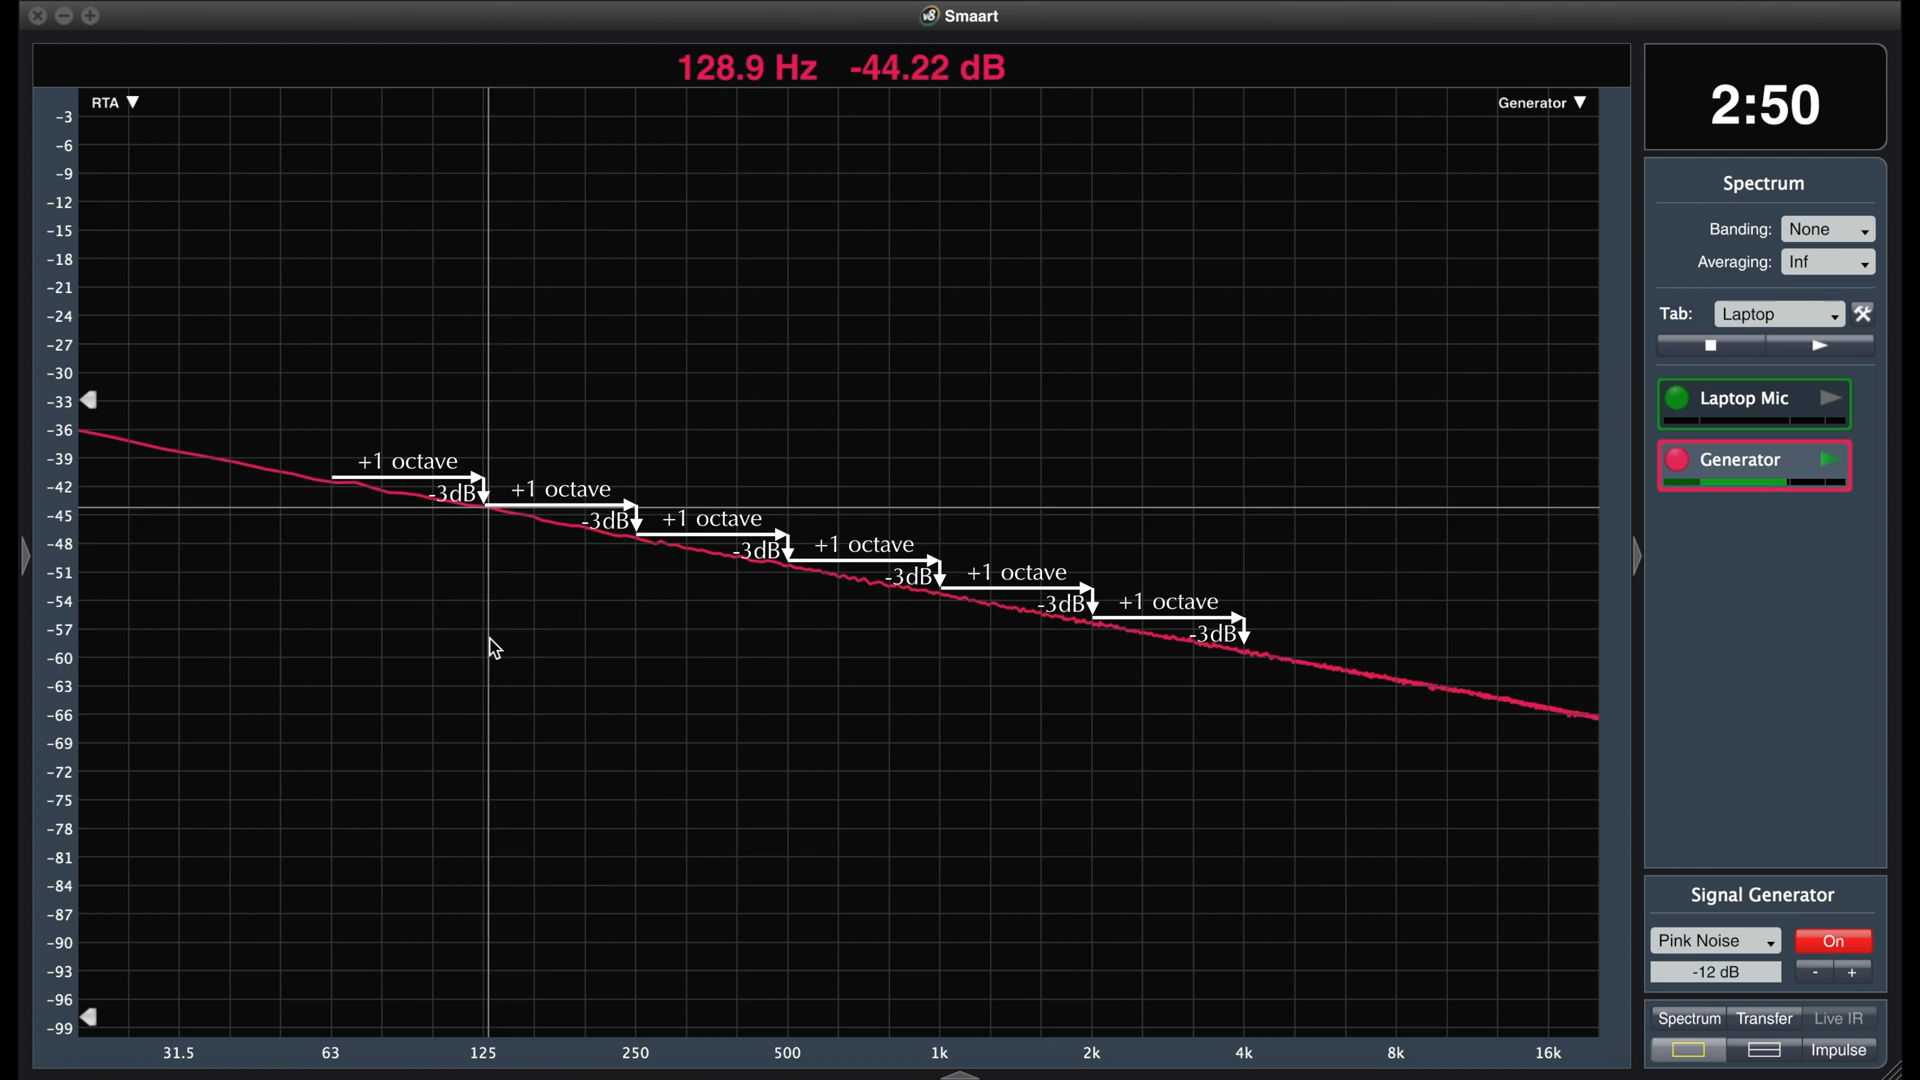 v8 Smaart
128.9 Hz -44.22 dB
RTA
Generator
-3
-6
-9
-12
-15
-18
-21
-24
-27
-30
-33
-36
-39
-42
-45
-48
-51
-54
-57
-60
-63
-66
-69
-72
-75
-78
-81
-84
-87
-90
-93
-96
-99
+1 octave
-3dB
+1 octave
-3dB
+1 octave
-3dB
+1 octave
-3dB
+1 octave
-3dB
+1 octave
-3dB
31.5 63 125 250 500 1k 2k 4k 8k 16k
2:50
Spectrum
Banding: None
Averaging: Inf
Tab: Laptop
Laptop Mic
Generator
Signal Generator
Pink Noise On
-12 dB - +
Spectrum Transfer Live IR
Impulse